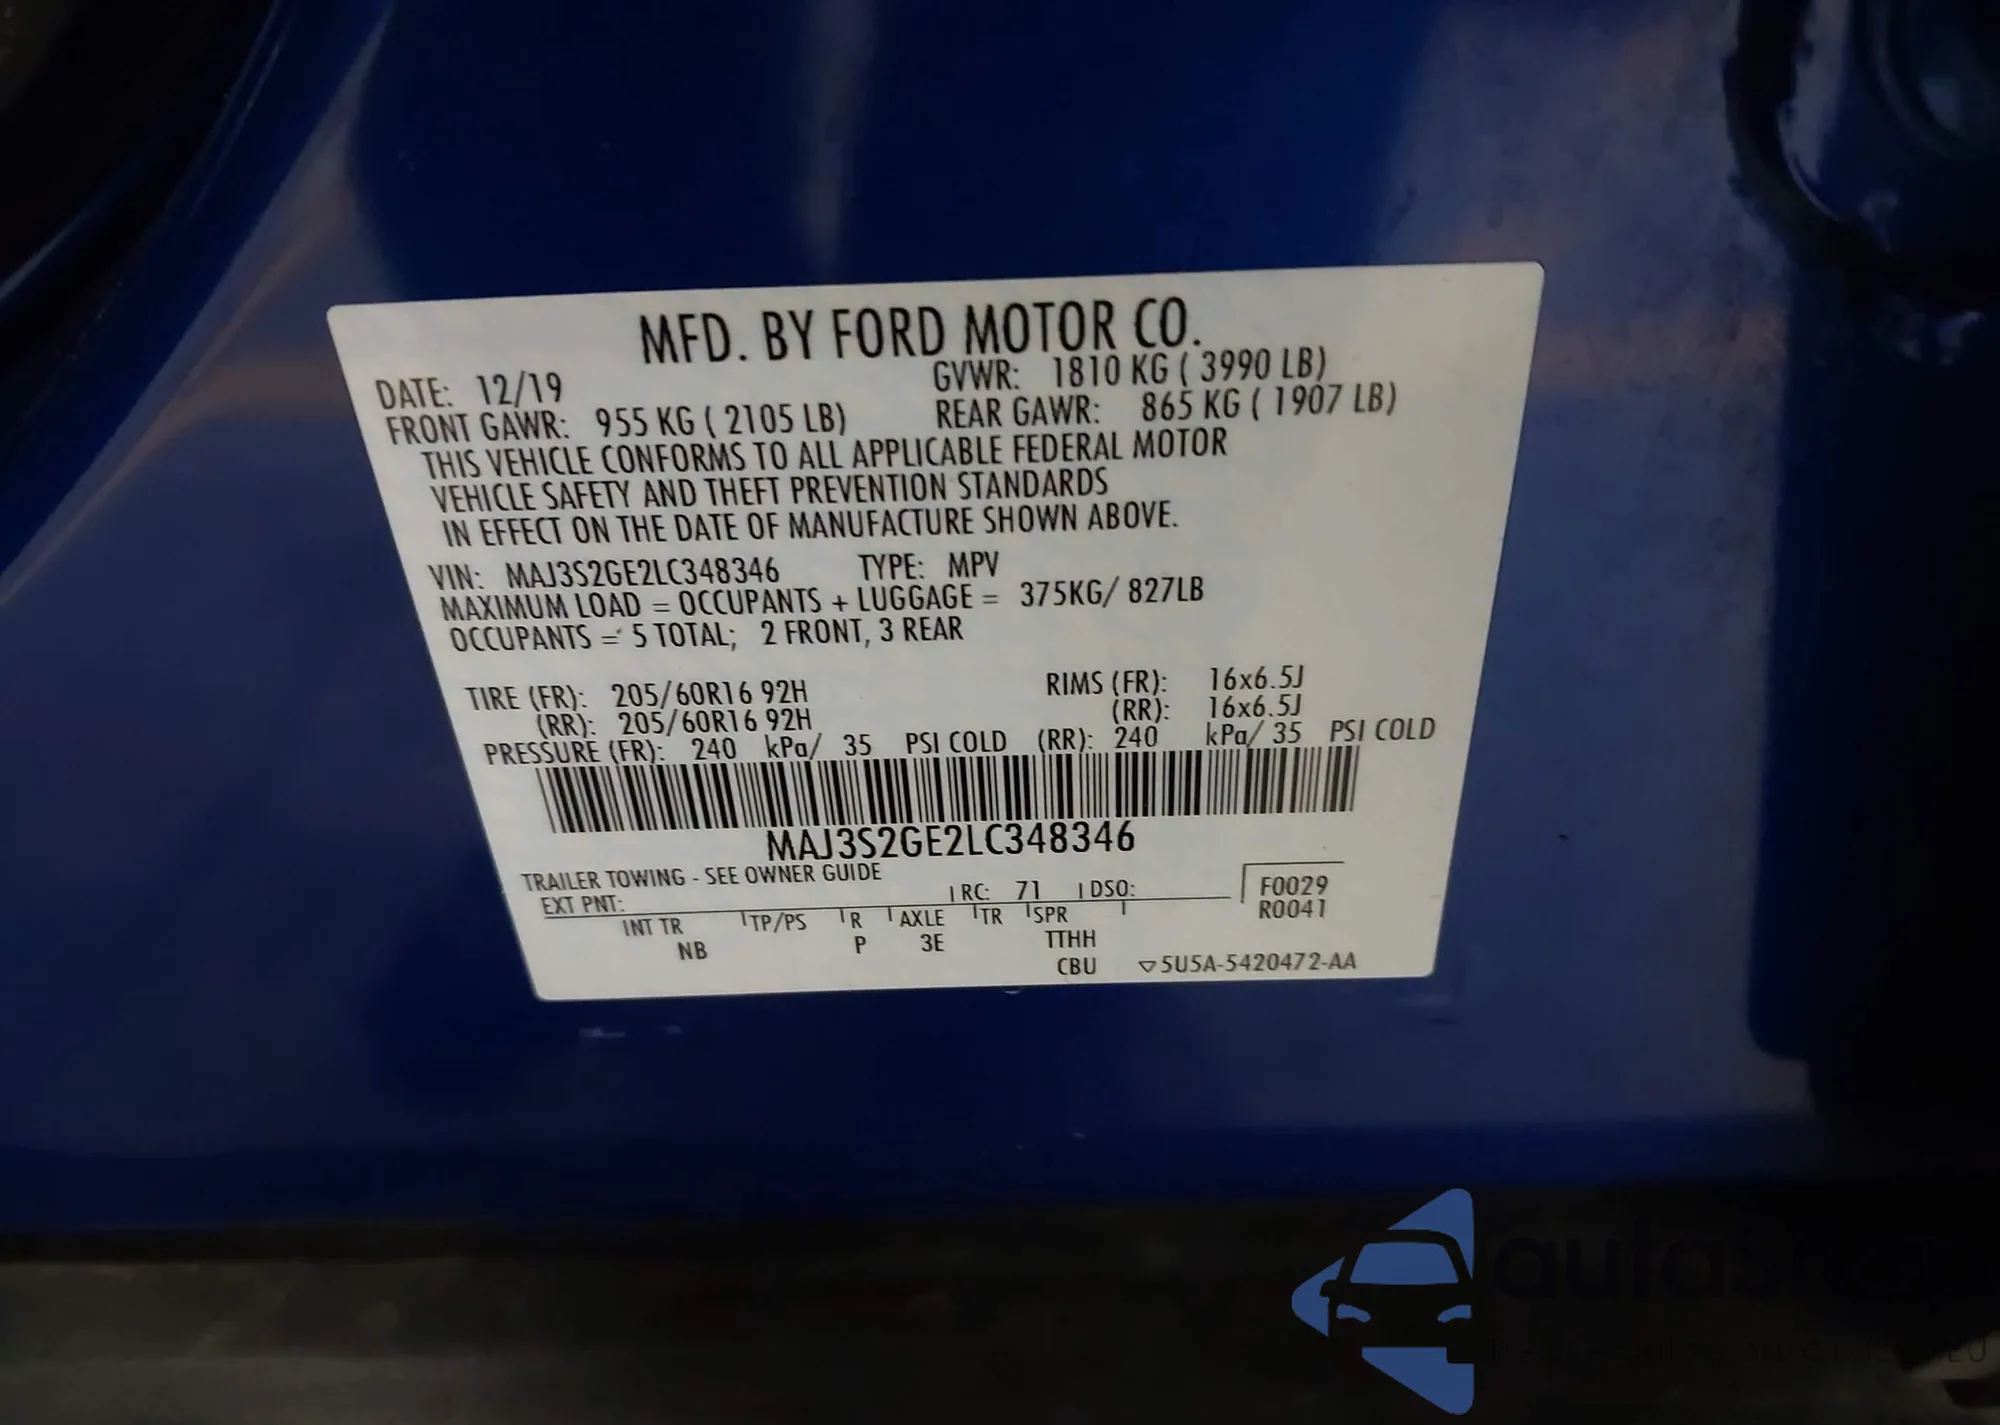 MFD. BY FORD MOTOR CO.
DATE: 12/19 GVWR: 1810 KG ( 3990 LB)
FRONT GAWR: 955 KG ( 2105 LB) REAR GAWR: 865 KG ( 1907 LB)
THIS VEHICLE CONFORMS TO ALL APPLICABLE FEDERAL MOTOR
VEHICLE SAFETY AND THEFT PREVENTION STANDARDS
IN EFFECT ON THE DATE OF MANUFACTURE SHOWN ABOVE.
VIN: MAJ3S2GE2LC348346 TYPE: MPV
MAXIMUM LOAD = OCCUPANTS + LUGGAGE = 375KG/ 827LB
OCCUPANTS = 5 TOTAL; 2 FRONT, 3 REAR
TIRE (FR): 205/60R16 92H RIMS (FR): 16x6.5J
(RR): 205/60R16 92H (RR): 16x6.5J
PRESSURE (FR): 240 kPa/ 35 PSI COLD (RR): 240 kPa/ 35 PSI COLD
MAJ3S2GE2LC348346
TRAILER TOWING - SEE OWNER GUIDE
EXT PNT: RC: 71 DSO: F0029
R0041
INT TR TP/PS R AXLE TR SPR
NB P 3E TTHH
CBU ▽5U5A-5420472-AA